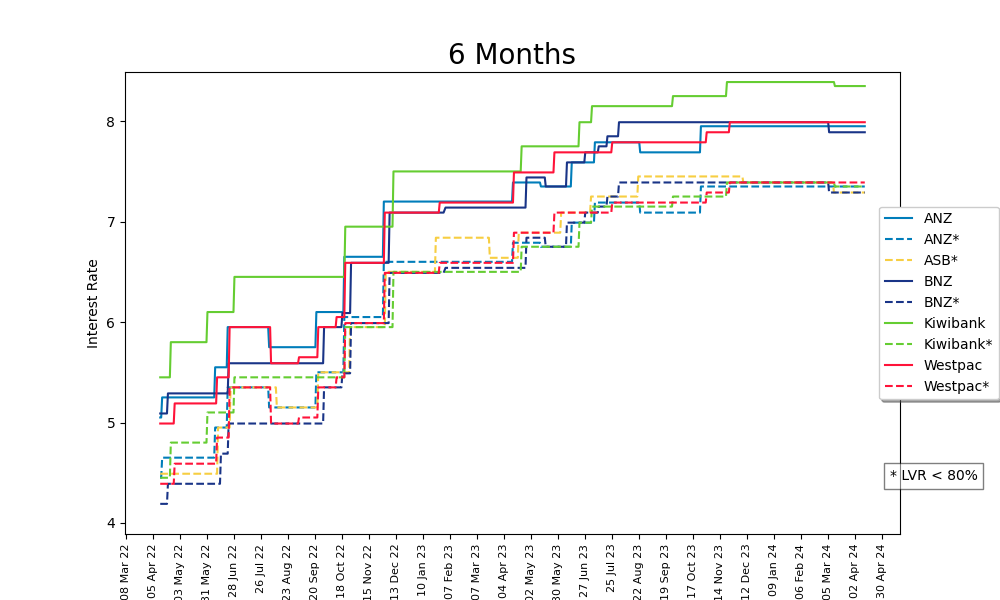 6 Months
Interest Rate
8
7
6
5
4
08 Mar 22
05 Apr 22
03 May 22
31 May 22
28 Jun 22
26 Jul 22
23 Aug 22
20 Sep 22
18 Oct 22
15 Nov 22
13 Dec 22
10 Jan 23
07 Feb 23
07 Mar 23
04 Apr 23
02 May 23
30 May 23
27 Jun 23
25 Jul 23
22 Aug 23
19 Sep 23
17 Oct 23
14 Nov 23
12 Dec 23
09 Jan 24
06 Feb 24
05 Mar 24
02 Apr 24
30 Apr 24
ANZ
ANZ*
ASB*
BNZ
BNZ*
Kiwibank
Kiwibank*
Westpac
Westpac*
* LVR < 80%